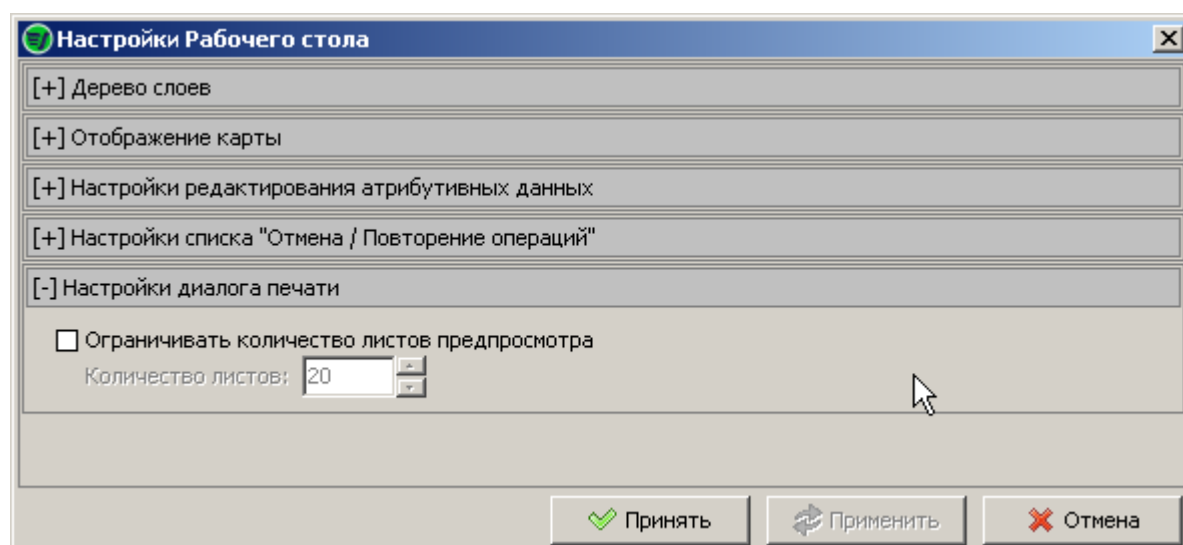 Настройки Рабочего стола
[+] Дерево слоев
[+] Отображение карты
[+] Настройки редактирования атрибутивных данных
[+] Настройки списка "Отмена / Повторение операций"
[-] Настройки диалога печати
Ограничивать количество листов предпросмотра
Количество листов: 20
Принять Применить Отмена